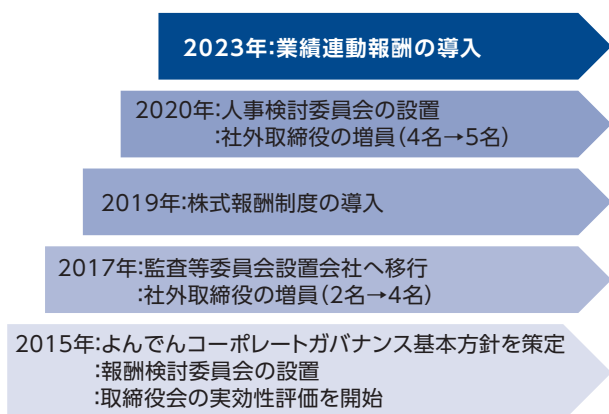 2023年:業績連動報酬の導入
2020年:人事検討委員会の設置
:社外取締役の増員(4名→5名)
2019年:株式報酬制度の導入
2017年:監査等委員会設置会社へ移行
:社外取締役の増員(2名→4名)
2015年:よんでんコーポレートガバナンス基本方針を策定
:報酬検討委員会の設置
:取締役会の実効性評価を開始